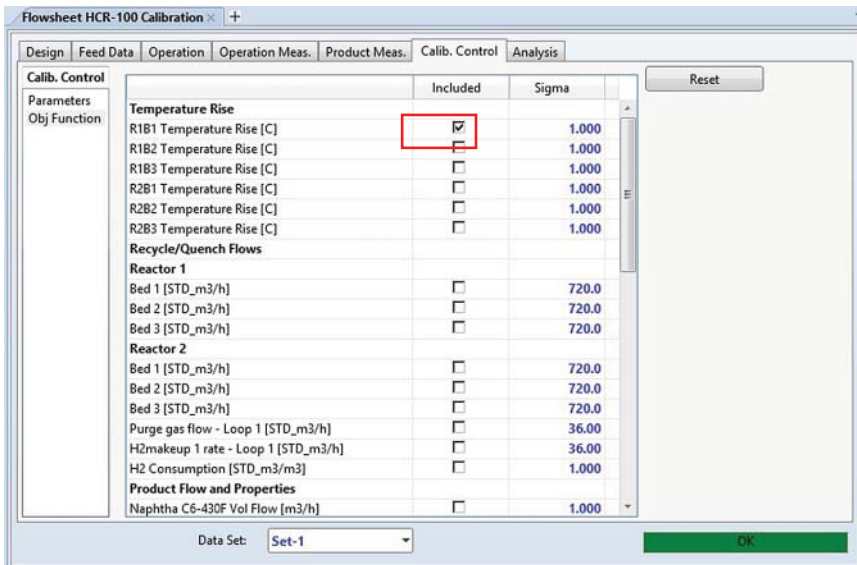 Flowsheet HCR-100 Calibration × +
Design Feed Data Operation Operation Meas. Product Meas. Calib. Control Analysis
Calib. Control
Parameters
Obj Function
Included Sigma
Reset
Temperature Rise
R1B1 Temperature Rise [C] 1.000
R1B2 Temperature Rise [C] 1.000
R1B3 Temperature Rise [C] 1.000
R2B1 Temperature Rise [C] 1.000
R2B2 Temperature Rise [C] 1.000
R2B3 Temperature Rise [C] 1.000
Recycle/Quench Flows
Reactor 1
Bed 1 [STD_m3/h] 720.0
Bed 2 [STD_m3/h] 720.0
Bed 3 [STD_m3/h] 720.0
Reactor 2
Bed 1 [STD_m3/h] 720.0
Bed 2 [STD_m3/h] 720.0
Bed 3 [STD_m3/h] 720.0
Purge gas flow - Loop 1 [STD_m3/h] 36.00
H2makeup 1 rate - Loop 1 [STD_m3/h] 36.00
H2 Consumption [STD_m3/m3] 1.000
Product Flow and Properties
Naphtha C6-430F Vol Flow [m3/h] 1.000
Data Set: Set-1
OK